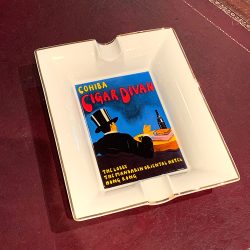 COHIBA
CIGAR DIVAN
THE LOBBY
THE MANDARIN ORIENTAL HOTEL
HONG KONG